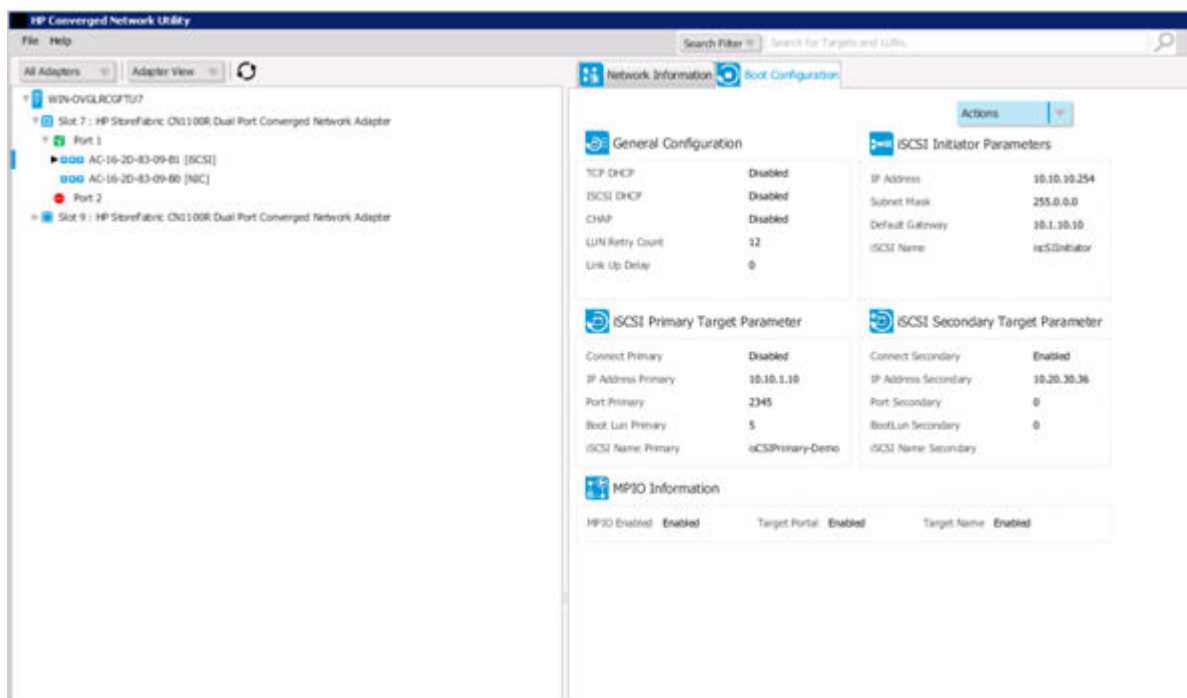 HP Converged Network Utility
File Help
Search Filter Search for Targets and LUNs.
All Adapters Adapter View
Network Information Boot Configuration
WIN-OVGLRCGFTU7
Slot 7 : HP StoreFabric CN1100R Dual Port Converged Network Adapter
Port 1
AC-16-2D-83-09-B1 [iSCSI]
AC-16-2D-83-09-B0 [NIC]
Port 2
Slot 9 : HP StoreFabric CN1100R Dual Port Converged Network Adapter
Actions
General Configuration
TCP DHCP Disabled
ISCSI DHCP Disabled
CHAP Disabled
LUN Retry Count 12
Link Up Delay 0
iSCSI Initiator Parameters
IP Address 10.10.10.254
Subnet Mask 255.0.0.0
Default Gateway 10.1.10.10
iSCSI Name
iSCSI Primary Target Parameter
Connect Primary Disabled
IP Address Primary 10.10.1.10
Port Primary 2345
Boot Lun Primary 5
iSCSI Name Primary isCSIPrimary-Demo
iSCSI Secondary Target Parameter
Connect Secondary Enabled
IP Address Secondary 10.20.30.36
Port Secondary 0
BootLun Secondary 0
iSCSI Name Secondary
MPIO Information
MPIO Enabled Enabled Target Portal Enabled Target Name Enabled